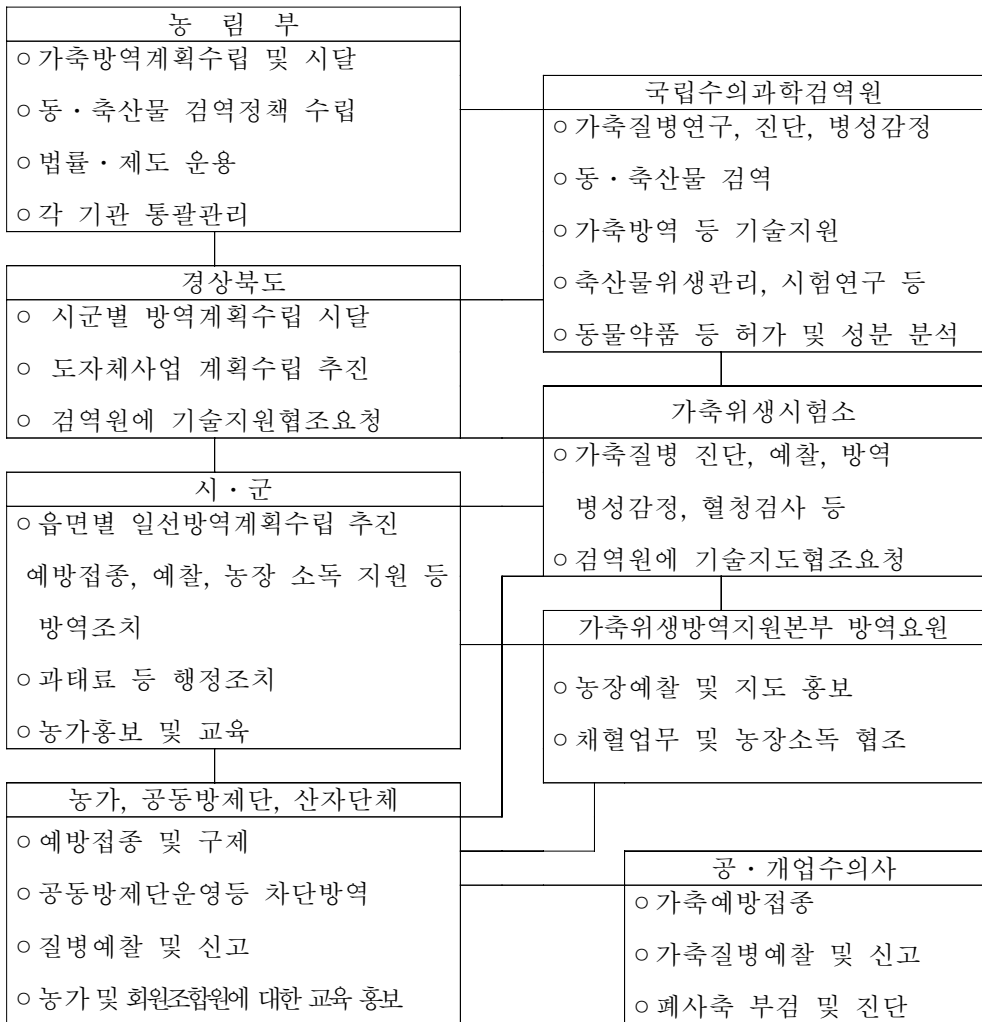 농 림 부
○가축방역계획수립 및 시달
○동·축산물 검역정책 수립
○법률·제도 운용
○각 기관 통괄관리
국립수의과학검역원
○가축질병연구, 진단, 병성감정
○동·축산물 검역
○가축방역 등 기술지원
○축산물위생관리, 시험연구 등
○동물약품 등 허가 및 성분 분석
경상북도
○ 시군별 방역계획수립 시달
○ 도자체사업 계획수립 추진
○ 검역원에 기술지원협조요청
가축위생시험소
○가축질병 진단, 예찰, 방역
병성감정, 혈청검사 등
○검역원에 기술지도협조요청
시·군
○읍면별 일선방역계획수립 추진
예방접종, 예찰, 농장 소독 지원 등
방역조치
○과태료 등 행정조치
○농가홍보 및 교육
가축위생방역지원본부 방역요원
○농장예찰 및 지도 홍보
○채혈업무 및 농장소독 협조
농가, 공동방제단, 산자단체
○예방접종 및 구제
○공동방제단운영등 차단방역
○질병예찰 및 신고
○농가 및 회원조합원에 대한 교육 홍보
공·개업수의사
○가축예방접종
○가축질병예찰 및 신고
○폐사축 부검 및 진단